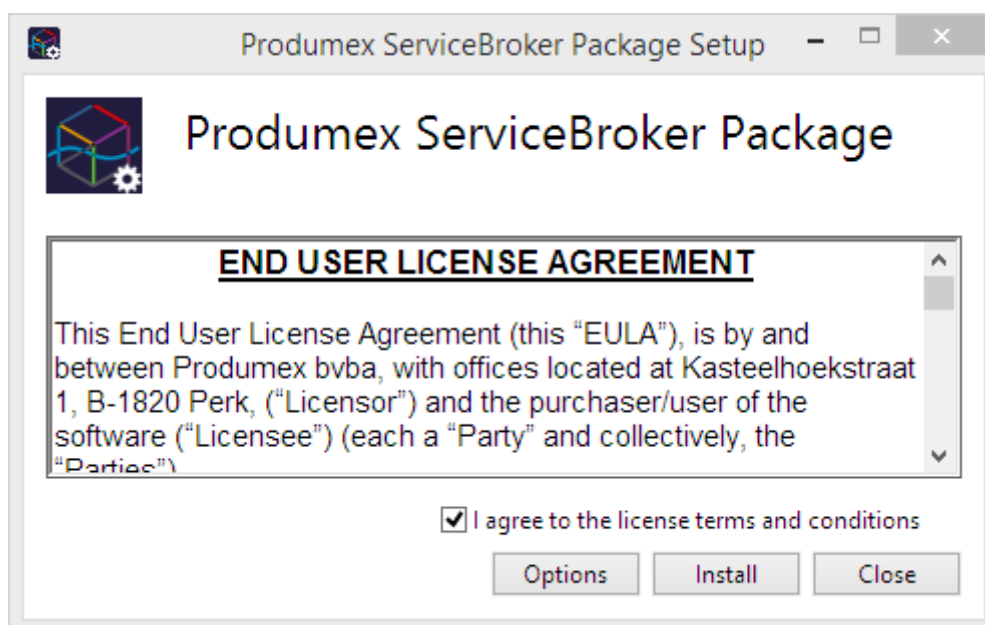 Produmex ServiceBroker Package Setup
Produmex ServiceBroker Package
END USER LICENSE AGREEMENT
This End User License Agreement (this “EULA”), is by and
between Produmex bvba, with offices located at Kasteelhoekstraat
1, B-1820 Perk, (“Licensor”) and the purchaser/user of the
software (“Licensee”) (each a “Party” and collectively, the
“Parties”)
I agree to the license terms and conditions
Options Install Close